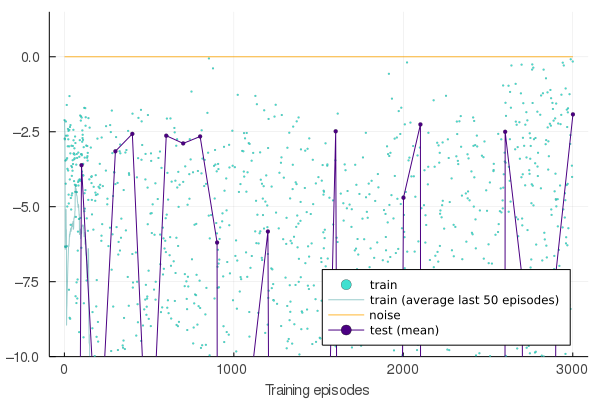 0.0
−2.5
−5.0
−7.5
−10.0
train
train (average last 50 episodes)
noise
test (mean)
0
1000
2000
3000
Training episodes